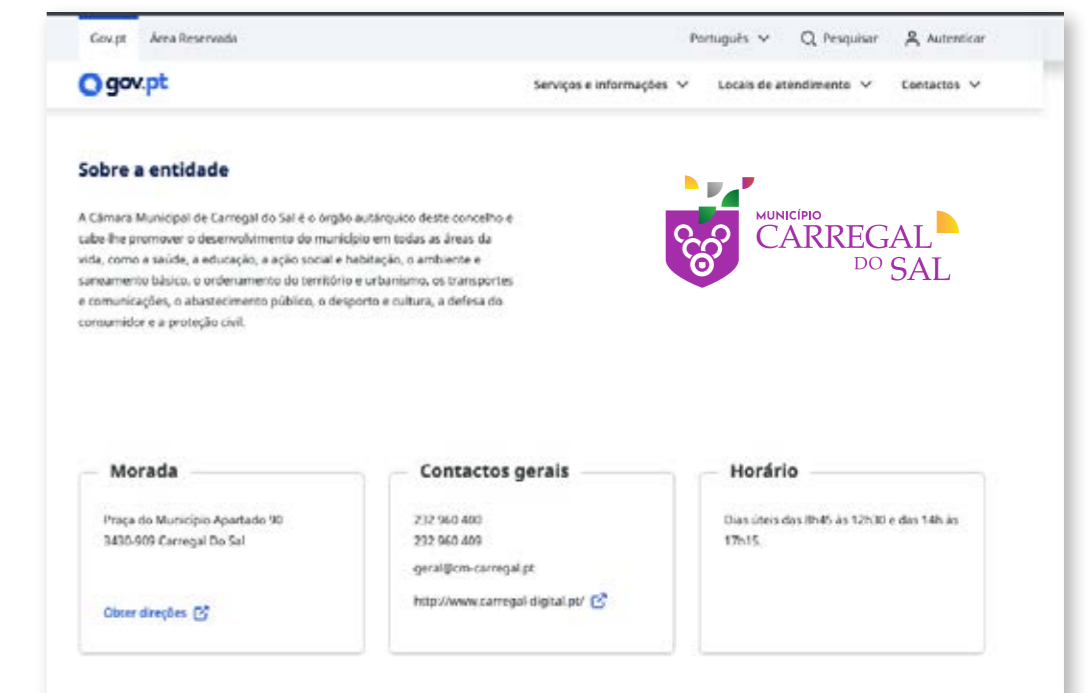 Gov.pt Área Reservada Português Pesquisar Autenticar
gov.pt Serviços e informações Locais de atendimento Contactos
Sobre a entidade
A Câmara Municipal de Carregal do Sal é o órgão autárquico deste concelho e
cabe-lhe promover o desenvolvimento do município em todas as áreas da
vida, como a saúde, a educação, a ação social e habitação, o ambiente e
saneamento básico, o ordenamento do território e urbanismo, os transportes
e comunicações, o abastecimento público, o desporto e cultura, a defesa do
consumidor e a proteção civil.
MUNICÍPIO
CARREGAL
DO SAL
Morada
Praça do Município Apartado 90
3430-909 Carregal Do Sal
Obter direções
Contactos gerais
232 960 400
232 960 409
geral@cm-carregal.pt
http://www.carregal-digital.pt/
Horário
Dias úteis das 8h45 às 12h30 e das 14h às
17h15.